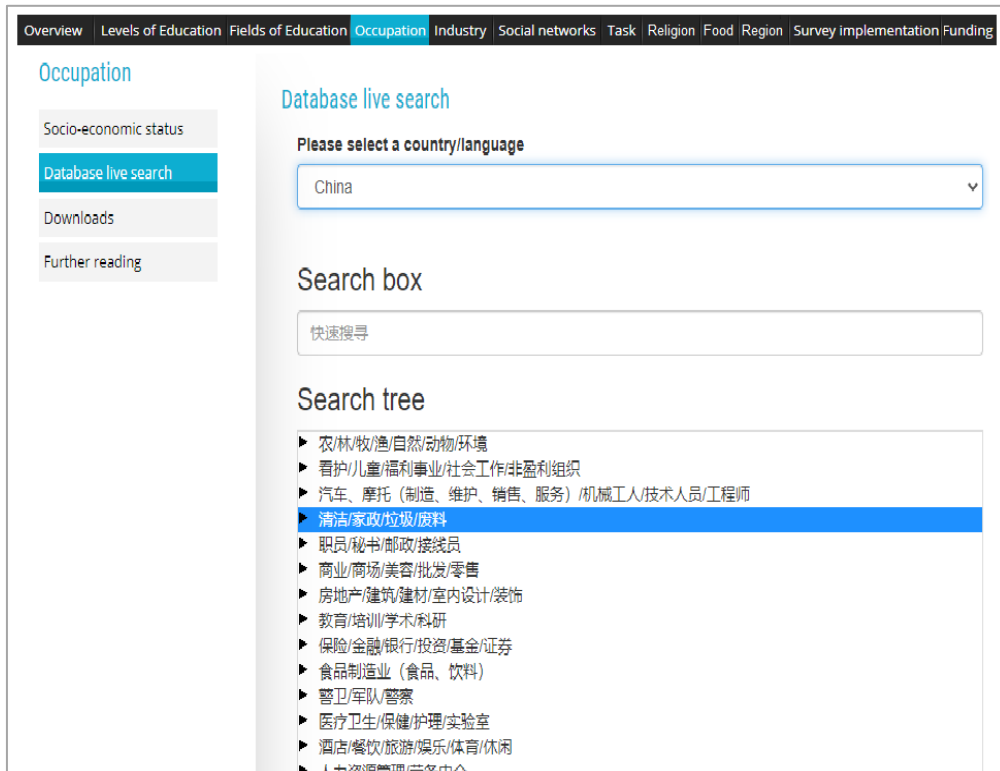 Overview Levels of Education Fields of Education Occupation Industry Social networks Task Religion Food Region Survey implementation Funding
Occupation
Socio-economic status
Database live search
Downloads
Further reading
Database live search
Please select a country/language
China
Search box
快速搜寻
Search tree
农/林/牧/渔/自然/动物/环境
看护/儿童/福利事业/社会工作/非盈利组织
汽车、摩托（制造、维护、销售、服务）/机械工人/技术人员/工程师
清洁/家政/垃圾/废料
职员/秘书/邮政/接线员
商业/商场/美容/批发/零售
房地产/建筑/建材/室内设计/装饰
教育/培训/学术/科研
保险/金融/银行/投资/基金/证券
食品制造业（食品、饮料）
警卫/军队/警察
医疗卫生/保健/护理/实验室
酒店/餐饮/旅游/娱乐/体育/休闲